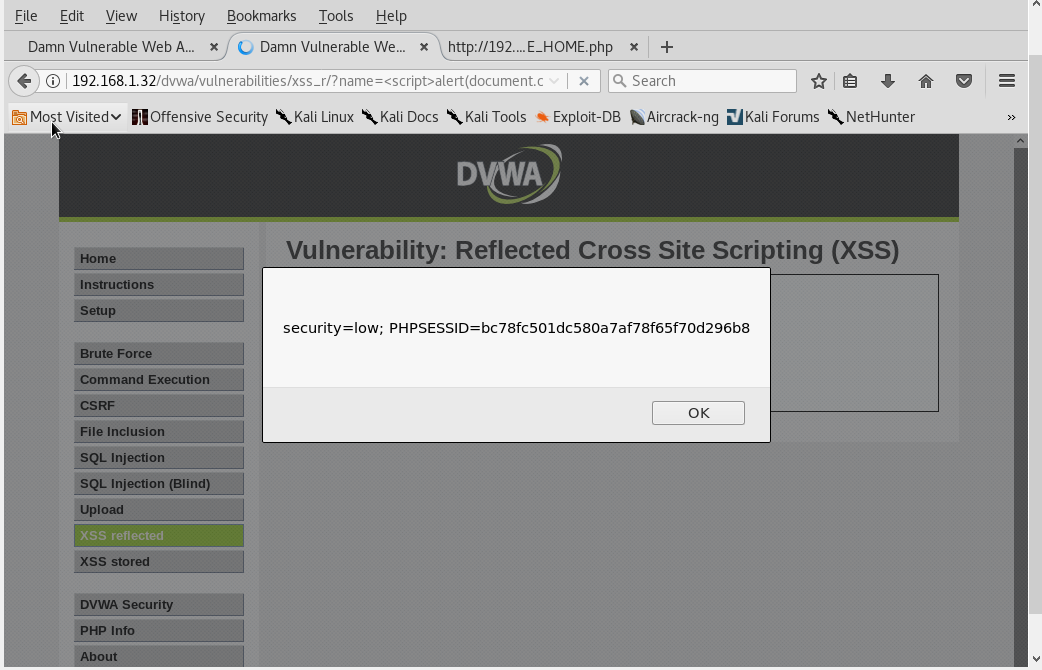 File Edit View History Bookmarks Tools Help
Damn Vulnerable Web A... × Damn Vulnerable We... × http://192....E_HOME.php × +
192.168.1.32/dvwa/vulnerabilities/xss_r/?name=<script>alert(document.c Search
Most Visited Offensive Security Kali Linux Kali Docs Kali Tools Exploit-DB Aircrack-ng Kali Forums NetHunter »
DVWA
Vulnerability: Reflected Cross Site Scripting (XSS)
Home
Instructions
Setup
Brute Force
Command Execution
CSRF
File Inclusion
SQL Injection
SQL Injection (Blind)
Upload
XSS reflected
XSS stored
DVWA Security
PHP Info
About
security=low; PHPSESSID=bc78fc501dc580a7af78f65f70d296b8
OK